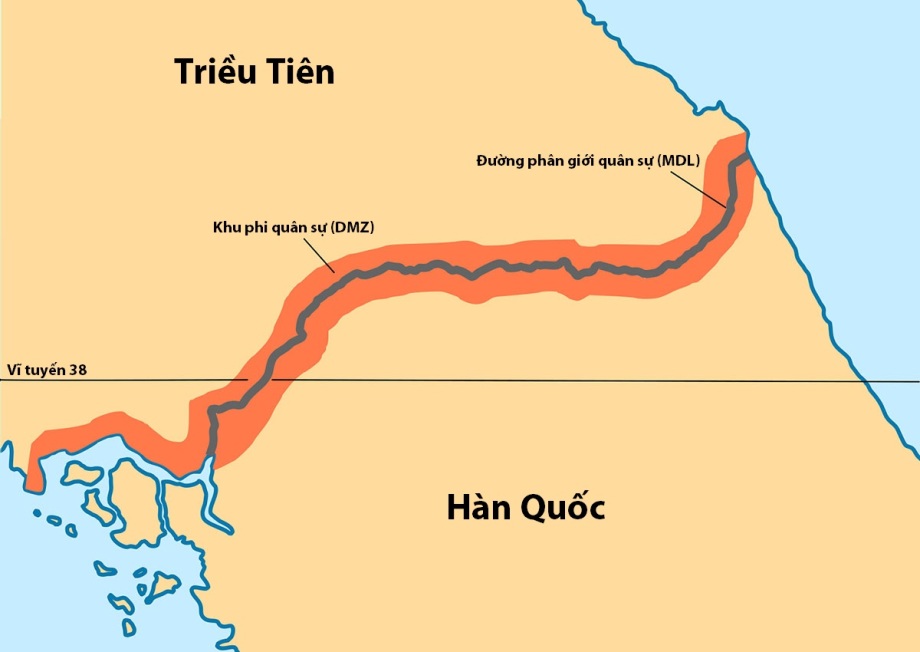 Triều Tiên
Đường phân giới quân sự (MDL)
Khu phi quân sự (DMZ)
Vĩ tuyến 38
Hàn Quốc